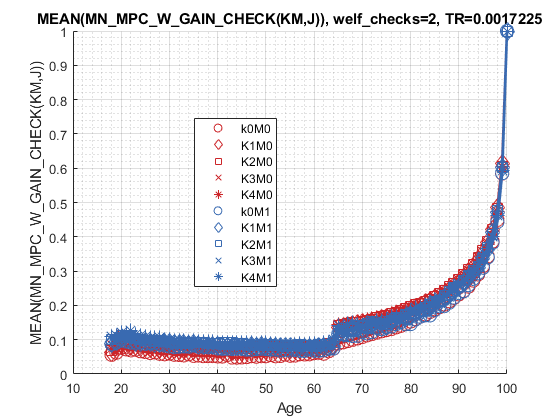 MEAN(MN_MPC_W_GAIN_CHECK(KM,J)), welf_checks=2, TR=0.0017225
MEAN(MN_MPC_W_GAIN_CHECK(KM,J))
1
0.9
0.8
0.7
0.6
0.5
0.4
0.3
0.2
0.1
0
k0M0
K1M0
K2M0
K3M0
K4M0
k0M1
K1M1
K2M1
K3M1
K4M1
10 20 30 40 50 60 70 80 90 100
Age